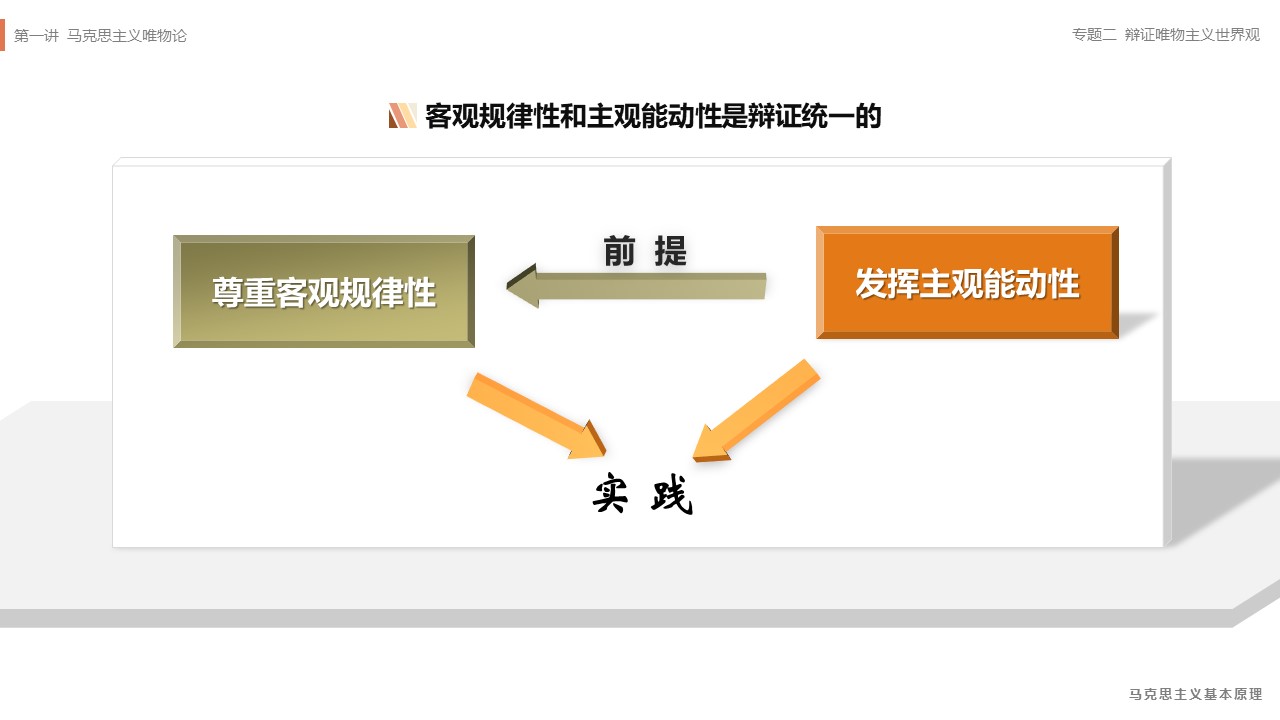 第一讲 马克思主义唯物论
专题二 辩证唯物主义世界观
客观规律性和主观能动性是辩证统一的
前 提
尊重客观规律性
发挥主观能动性
实 践
马克思主义基本原理